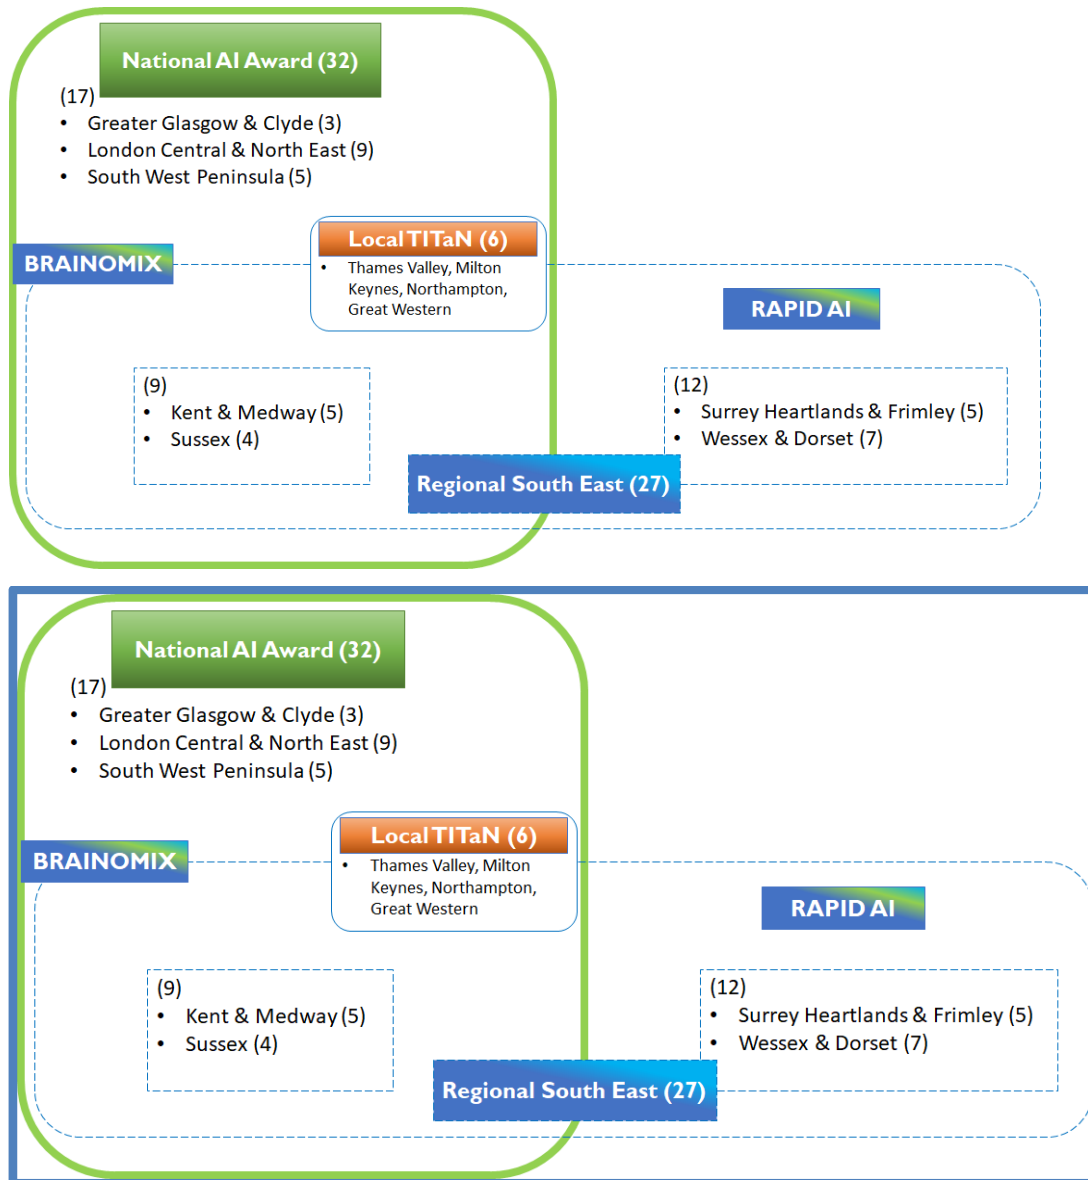 National AI Award (32)
(17)
• Greater Glasgow & Clyde (3)
• London Central & North East (9)
• South West Peninsula (5)
Local TITaN (6)
• Thames Valley, Milton
Keynes, Northampton,
Great Western
BRAINOMIX
RAPID AI
(9)
• Kent & Medway (5)
• Sussex (4)
(12)
• Surrey Heartlands & Frimley (5)
• Wessex & Dorset (7)
Regional South East (27)
National AI Award (32)
(17)
• Greater Glasgow & Clyde (3)
• London Central & North East (9)
• South West Peninsula (5)
Local TITaN (6)
• Thames Valley, Milton
Keynes, Northampton,
Great Western
BRAINOMIX
RAPID AI
(9)
• Kent & Medway (5)
• Sussex (4)
(12)
• Surrey Heartlands & Frimley (5)
• Wessex & Dorset (7)
Regional South East (27)